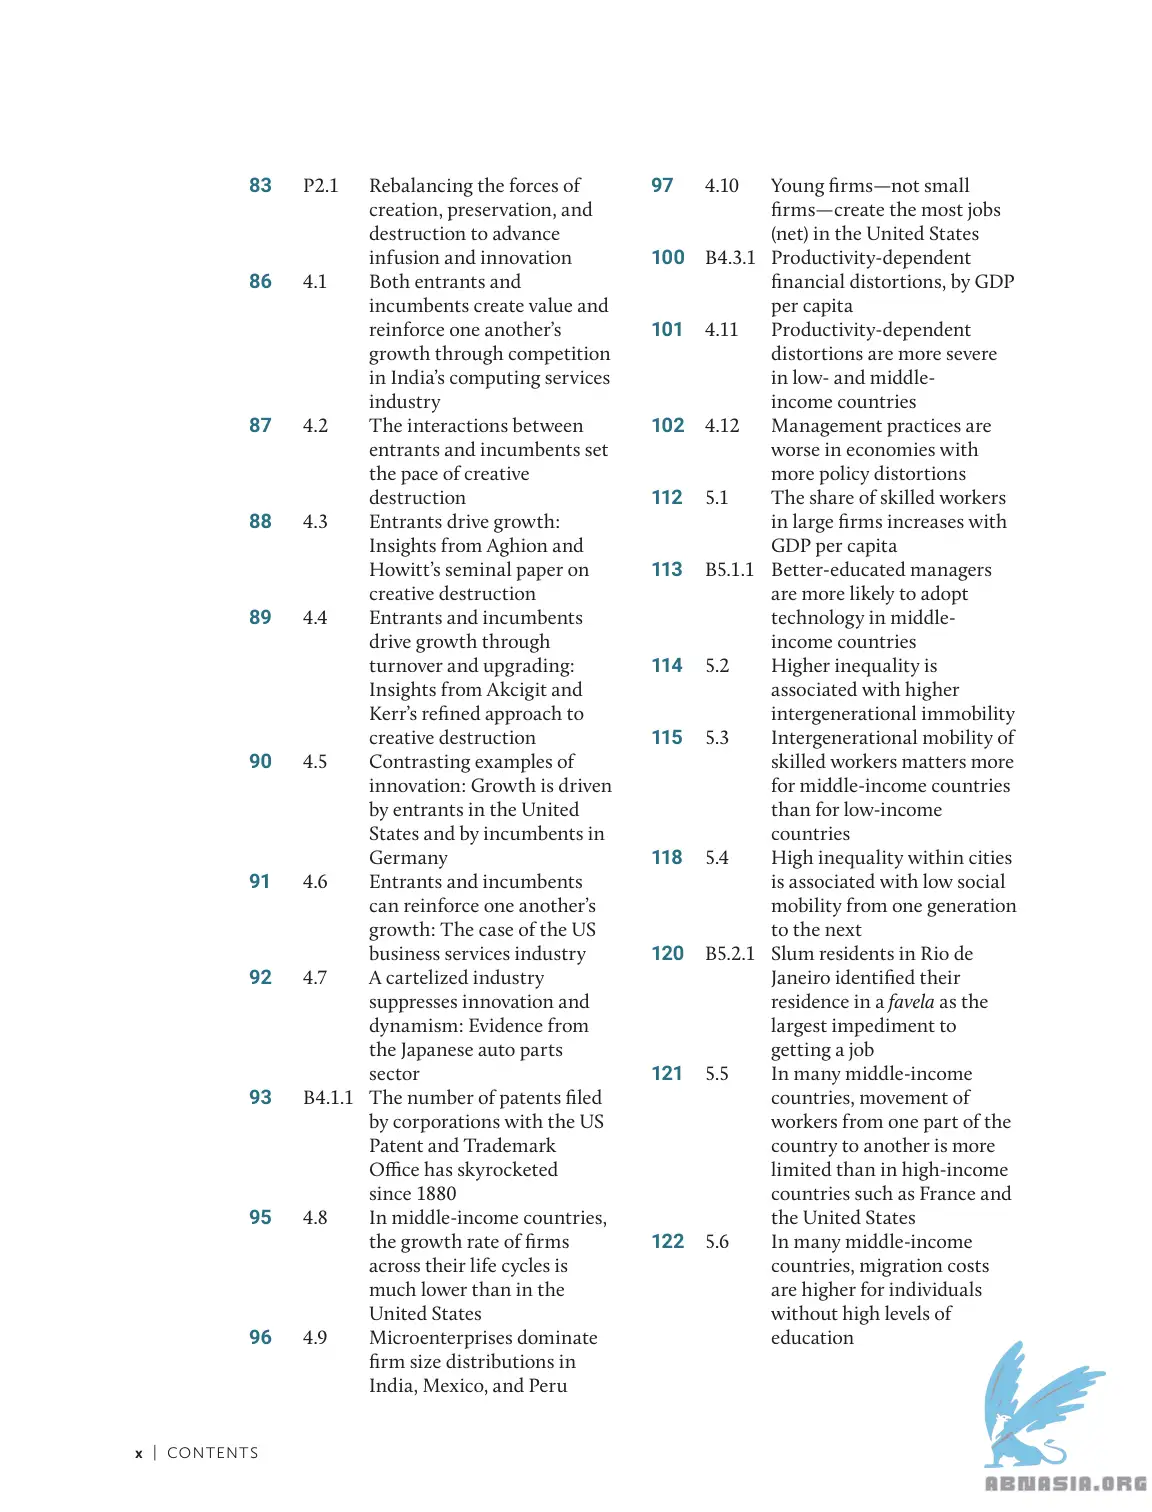 83 P2.1 Rebalancing the forces of
creation, preservation, and
destruction to advance
infusion and innovation
86 4.1 Both entrants and
incumbents create value and
reinforce one another’s
growth through competition
in India’s computing services
industry
87 4.2 The interactions between
entrants and incumbents set
the pace of creative
destruction
88 4.3 Entrants drive growth:
Insights from Aghion and
Howitt’s seminal paper on
creative destruction
89 4.4 Entrants and incumbents
drive growth through
turnover and upgrading:
Insights from Akcigit and
Kerr’s refined approach to
creative destruction
90 4.5 Contrasting examples of
innovation: Growth is driven
by entrants in the United
States and by incumbents in
Germany
91 4.6 Entrants and incumbents
can reinforce one another’s
growth: The case of the US
business services industry
92 4.7 A cartelized industry
suppresses innovation and
dynamism: Evidence from
the Japanese auto parts
sector
93 B4.1.1 The number of patents filed
by corporations with the US
Patent and Trademark
Office has skyrocketed
since 1880
95 4.8 In middle-income countries,
the growth rate of firms
across their life cycles is
much lower than in the
United States
96 4.9 Microenterprises dominate
firm size distributions in
India, Mexico, and Peru
97 4.10 Young firms—not small
firms—create the most jobs
(net) in the United States
100 B4.3.1 Productivity-dependent
financial distortions, by GDP
per capita
101 4.11 Productivity-dependent
distortions are more severe
in low- and middle-
income countries
102 4.12 Management practices are
worse in economies with
more policy distortions
112 5.1 The share of skilled workers
in large firms increases with
GDP per capita
113 B5.1.1 Better-educated managers
are more likely to adopt
technology in middle-
income countries
114 5.2 Higher inequality is
associated with higher
intergenerational immobility
115 5.3 Intergenerational mobility of
skilled workers matters more
for middle-income countries
than for low-income
countries
118 5.4 High inequality within cities
is associated with low social
mobility from one generation
to the next
120 B5.2.1 Slum residents in Rio de
Janeiro identified their
residence in a favela as the
largest impediment to
getting a job
121 5.5 In many middle-income
countries, movement of
workers from one part of the
country to another is more
limited than in high-income
countries such as France and
the United States
122 5.6 In many middle-income
countries, migration costs
are higher for individuals
without high levels of
education
x | CONTENTS
ABNASIA.ORG